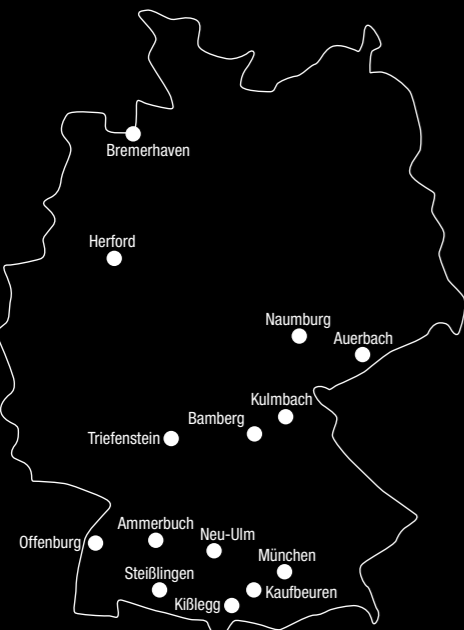 Bremerhaven
Herford
Naumburg
Auerbach
Kulmbach
Bamberg
Triefenstein
Ammerbuch
Neu-Ulm
Offenburg
München
Steißlingen
Kaufbeuren
Kißlegg